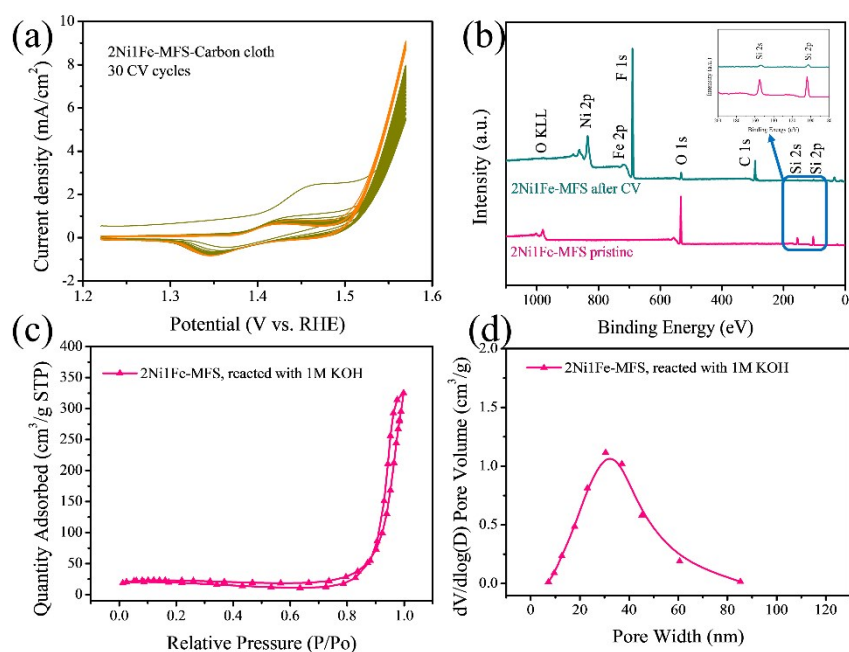 (a)
2Ni1Fe-MFS-Carbon cloth
30 CV cycles
Current density (mA/cm²)
10
8
6
4
2
0
-2
1.2
1.3
1.4
1.5
1.6
Potential (V vs. RHE)
(b)
Intensity (a.u.)
O KLL
Ni 2p
Fe 2p
F 1s
O 1s
C 1s
Si 2s
Si 2p
2Ni1Fe-MFS after CV
2Ni1Fe-MFS pristine
Si 2s
Si 2p
Intensity (a.u.)
Binding Energy (eV)
1000
800
600
400
200
0
Binding Energy (eV)
(c)
2Ni1Fe-MFS, reacted with 1M KOH
Quantity Adsorbed (cm³/g STP)
400
350
300
250
200
150
100
50
0
0.0
0.2
0.4
0.6
0.8
1.0
Relative Pressure (P/Po)
(d)
2Ni1Fe-MFS, reacted with 1M KOH
dV/dlog(D) Pore Volume (cm³/g)
2.0
1.5
1.0
0.5
0.0
0
20
40
60
80
100
120
Pore Width (nm)